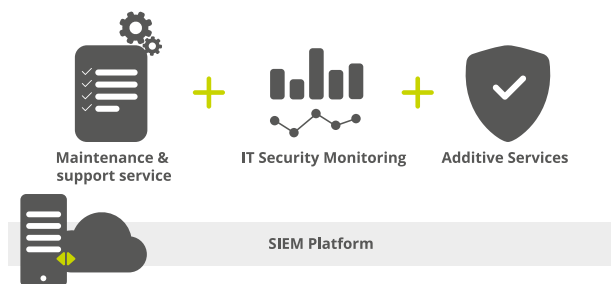 Maintenance &
support service
IT Security Monitoring
Additive Services
SIEM Platform